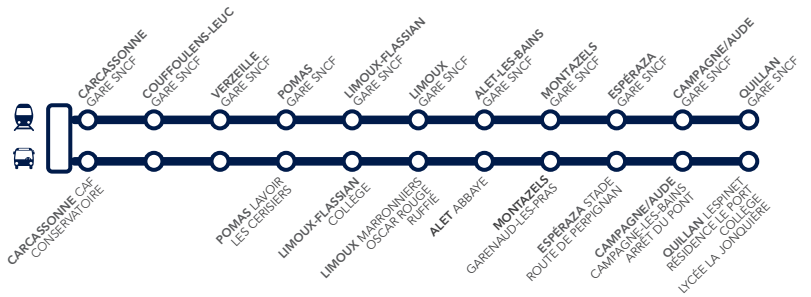 CARCASSONNE
GARE SNCF
COUFFOULENS-LEUC
GARE SNCF
VERZEILLE
GARE SNCF
POMAS
GARE SNCF
LIMOUX-FLASSIAN
GARE SNCF
LIMOUX
GARE SNCF
ALET-LES-BAINS
GARE SNCF
MONTAZELS
GARE SNCF
ESPÉRAZA
GARE SNCF
CAMPAGNE/AUDE
GARE SNCF
QUILLAN
GARE SNCF
CARCASSONNE CAF
CONSERVATOIRE
POMAS LAVOIR
LES CERISIERS
LIMOUX-FLASSIAN
COLLÈGE
LIMOUX MARRONNIERS
OSCAR ROUGE
RUFFIÉ
ALET ABBAYE
MONTAZELS
GARENAUD-LES-PRAS
ESPÉRAZA STADE
ROUTE DE PERPIGNAN
CAMPAGNE/AUDE
CAMPAGNE-LES-BAINS
ARRÊT DU PONT
QUILLAN LESPINET
RÉSIDENCE LE PORT
COLLÈGE
LYCÉE LA JONQUIÈRE